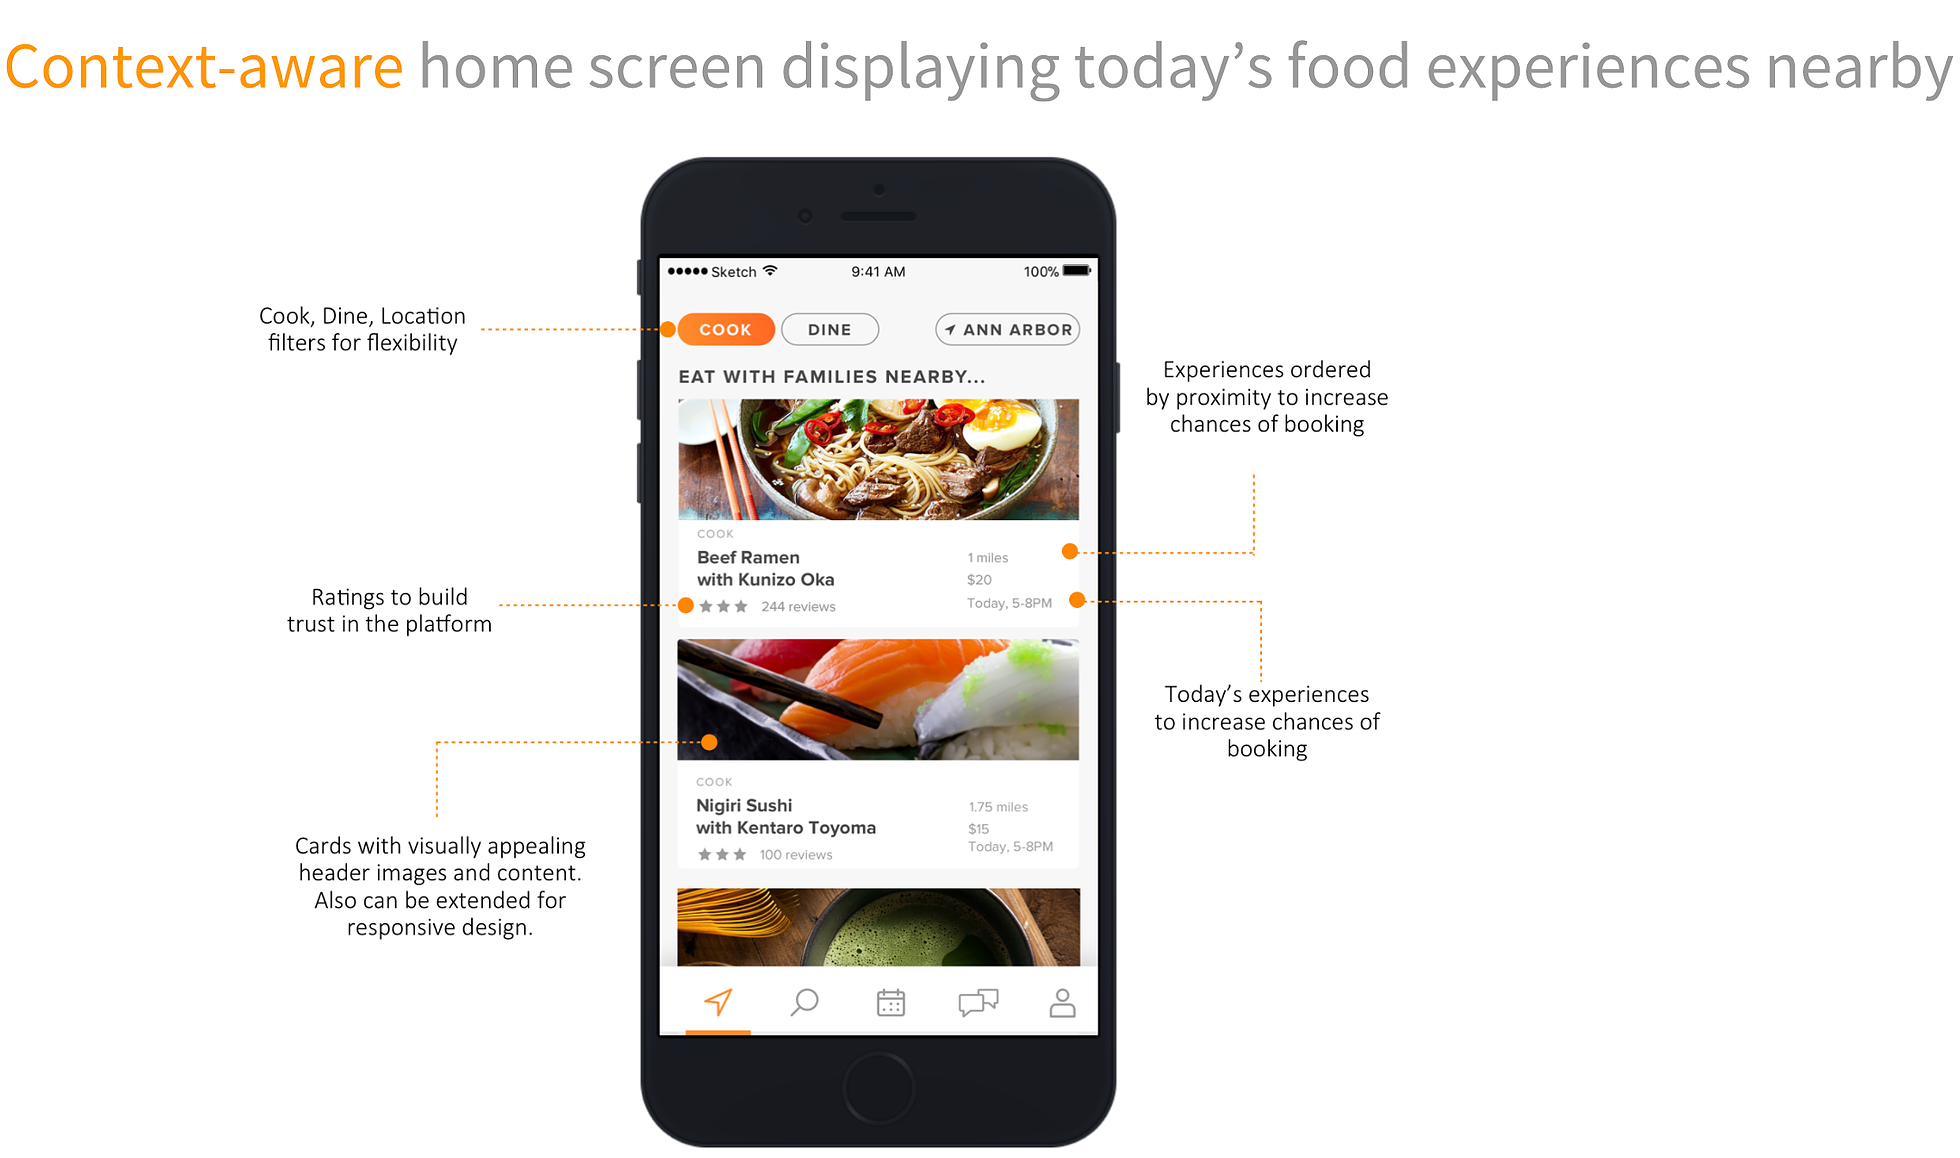 Context-aware home screen displaying today’s food experiences nearby
Sketch
9:41 AM
100%
Cook, Dine, Location
filters for flexibility
COOK
DINE
ANN ARBOR
EAT WITH FAMILIES NEARBY...
Experiences ordered
by proximity to increase
chances of booking
COOK
Beef Ramen
with Kunizo Oka
244 reviews
1 miles
$20
Today, 5-8PM
Ratings to build
trust in the platform
Today’s experiences
to increase chances of
booking
COOK
Nigiri Sushi
with Kentaro Toyoma
100 reviews
1.75 miles
$15
Today, 5-8PM
Cards with visually appealing
header images and content.
Also can be extended for
responsive design.